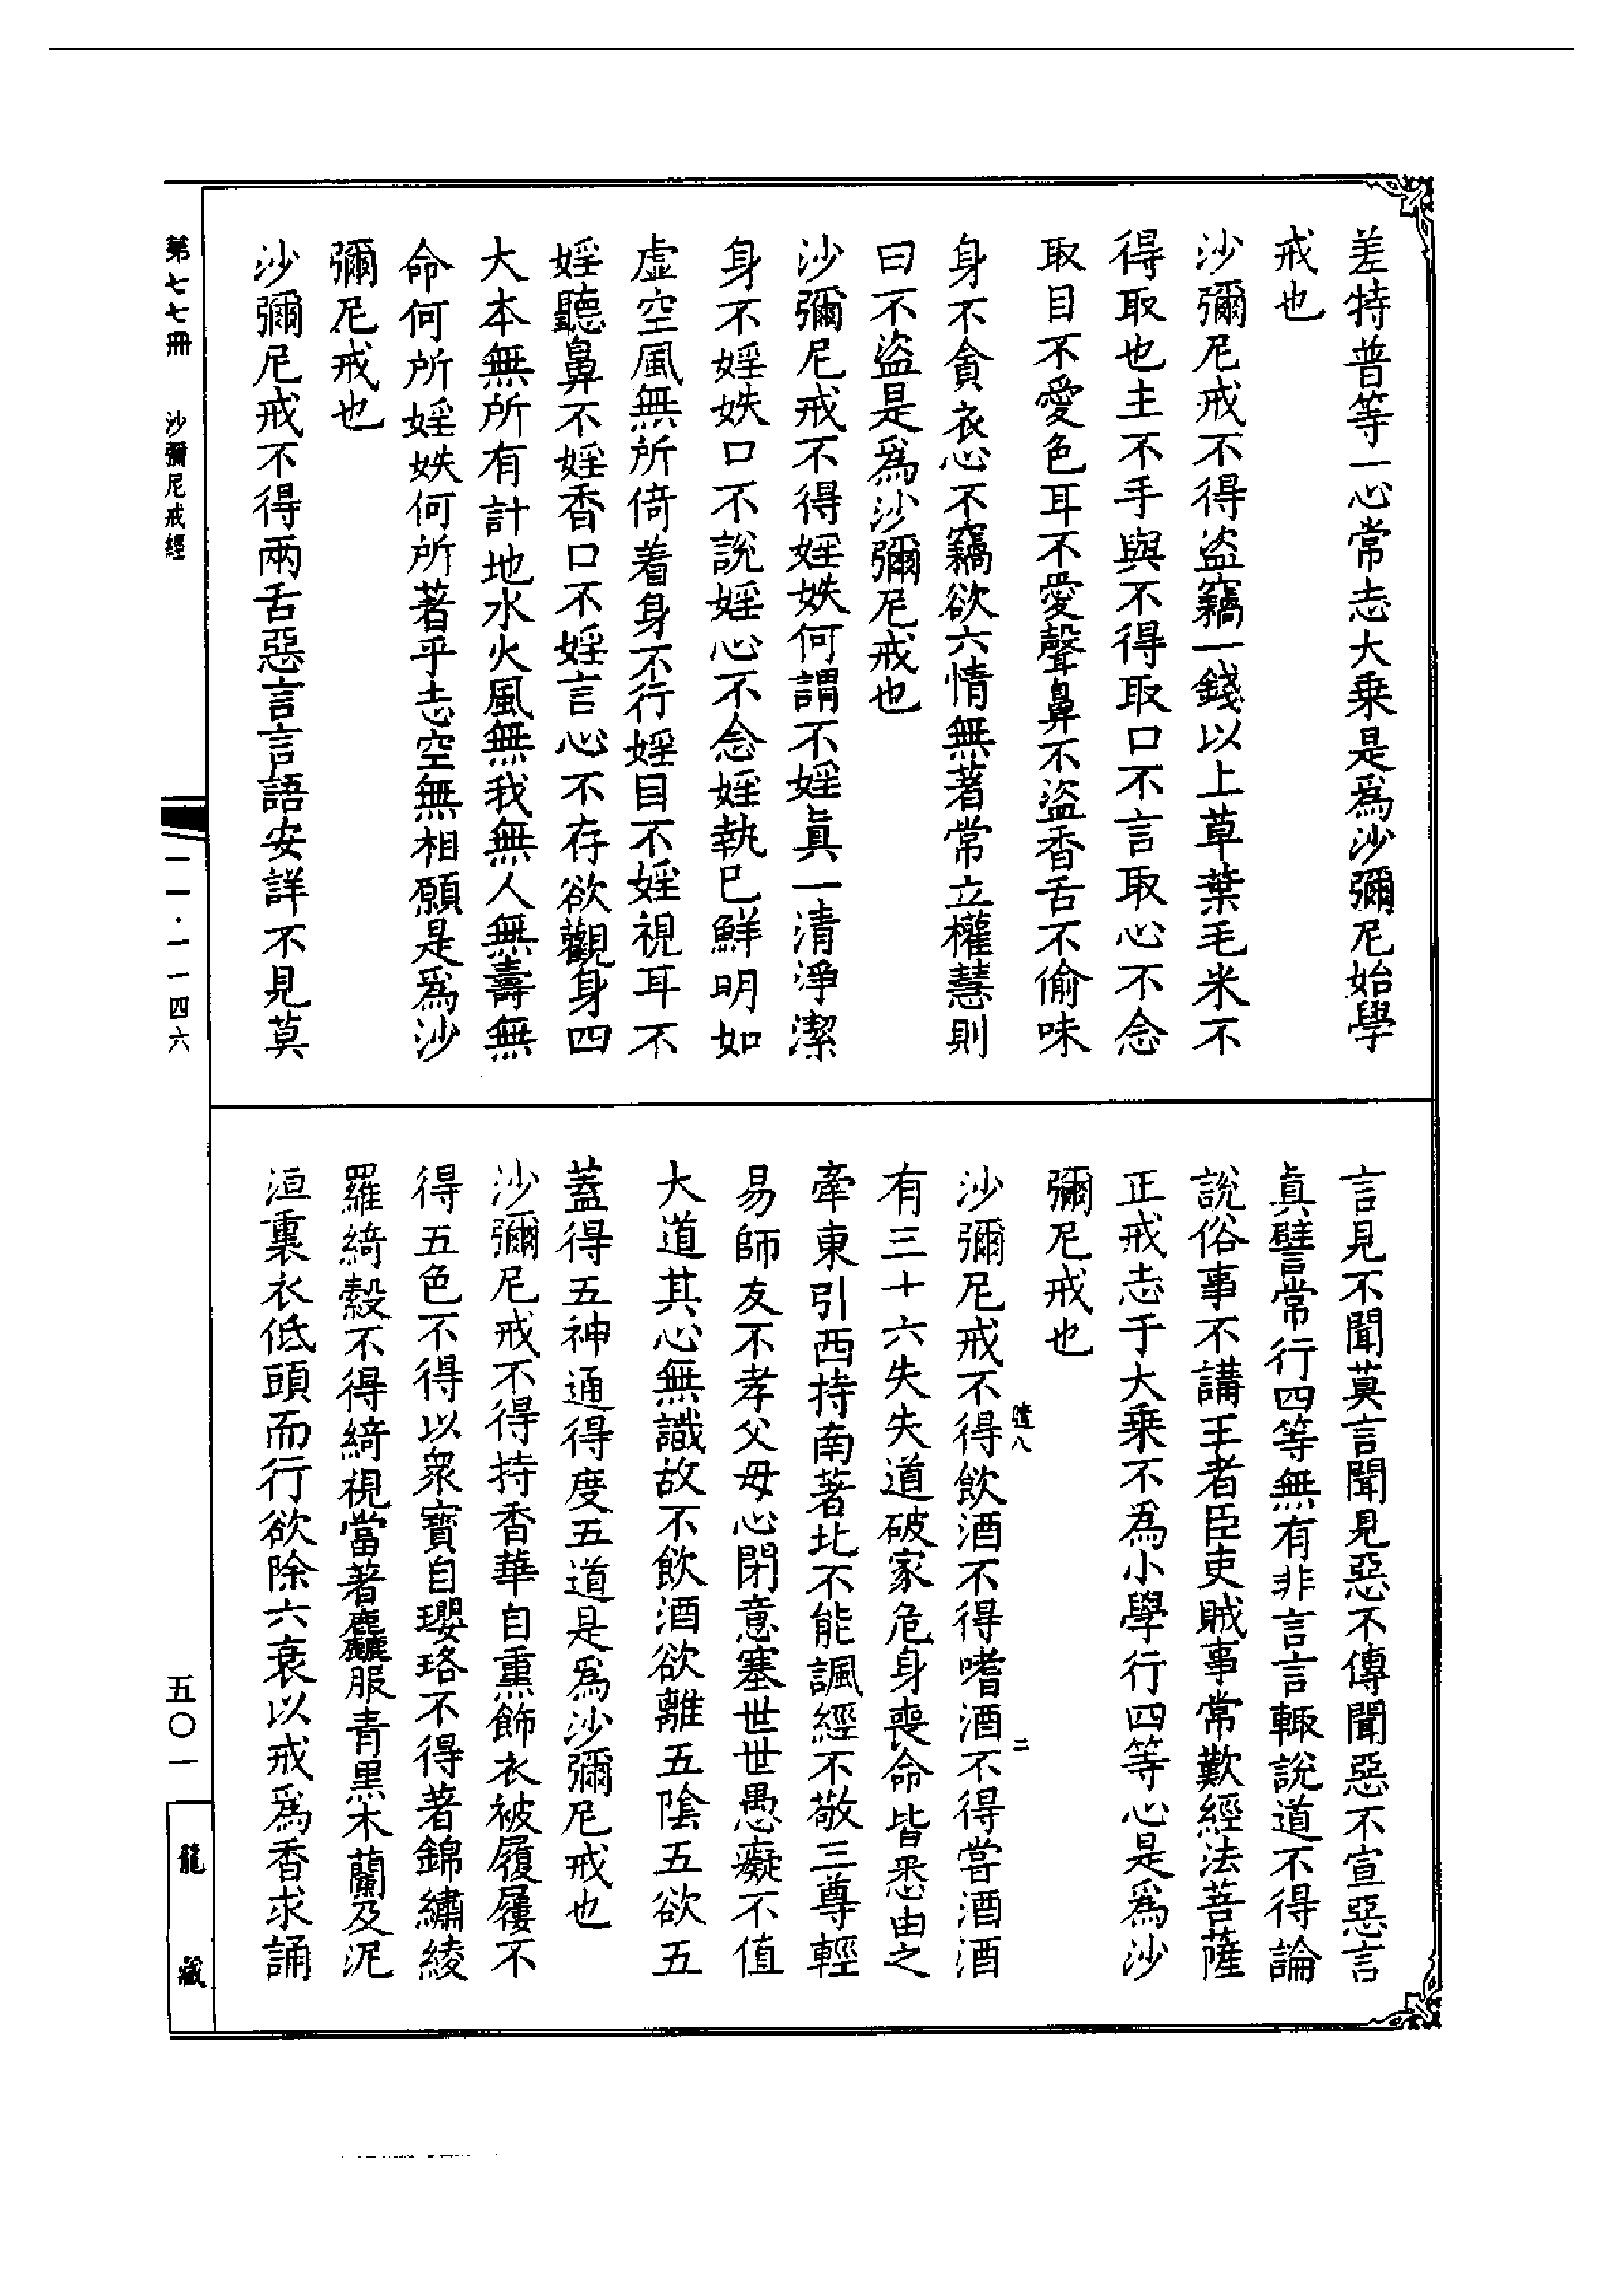 差特普等一心常志大乗是爲沙彌尼始學
戒也
沙彌尼戒不得盜竊一錢以上草葉毛米不
得取也主不手與不得取口不言取心不念
取目不愛色耳不愛聲鼻不盜香舌不偷味
身不貪衣心不竊欲六情無著常立權慧則
曰不盜是爲沙彌尼戒也
沙彌尼戒不得婬妷何謂不婬眞一清淨潔
身不婬妷口不說婬心不念婬執巳鮮明如
虛空風無所倚着身不行婬目不婬視耳不
婬聽鼻不婬香口不婬言心不存欲觀身四
大本無所有計地水火風無我無人無壽無
命何所婬妷何所著乎志空無相願是爲沙
彌尼戒也
沙彌尼戒不得兩舌惡言言語安詳不見莫
言見不聞莫言聞見惡不傳聞惡不宣惡言
眞譬常行四等無有非言言輙說道不得論
說俗事不講王者臣吏賊事常歎經法菩薩
正戒志于大乗不為小學行四等心是爲沙
彌尼戒也
沙彌尼戒不得飲酒不得嗜酒不得嘗酒酒
有三十六失失道破家危身喪命皆悉由之
牽東引西持南著北不能諷經不敬三尊輕
易師友不孝父母心閉意塞世世愚癡不值
大道其心無識故不飲酒欲離五陰五欲五
蓋得五神通得度五道是爲沙彌尼戒也
沙彌尼戒不得持香華自熏飾衣被履屨不
得五色不得以衆寶自瓔珞不得著錦繡綾
羅綺縠不得綺視當著麤服青黒木蘭及泥
洹裏衣低頭而行欲除六衰以戒爲香求誦
八
二
第七七冊
沙彌尼戒經
一一·一一四六
五〇一
龍藏